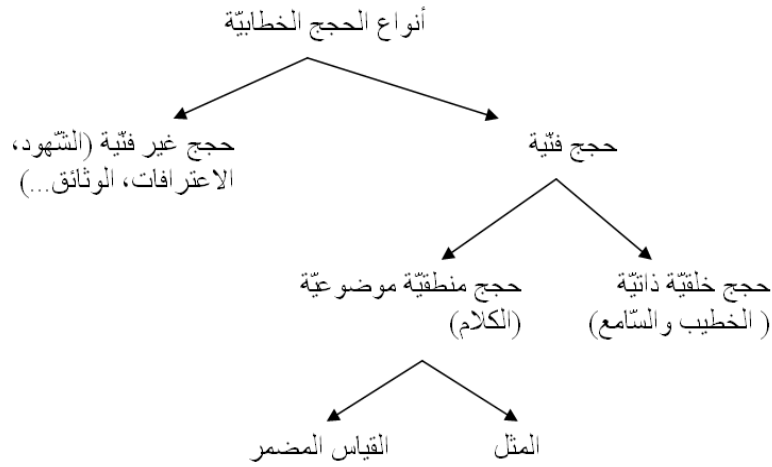 أنواع الحجج الخطابيّة
حجج فنّية
حجج غير فنّية (الشّهود،
الاعترافات، الوثائق...)
حجج خلقيّة ذاتيّة
( الخطيب والسّامع)
حجج منطقيّة موضوعيّة
(الكلام)
المثل
القياس المضمر